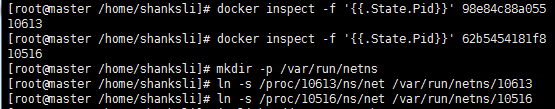 [root@master /home/shanksli]# docker inspect -f '{{.State.Pid}}' 98e84c88a055
10613
[root@master /home/shanksli]# docker inspect -f '{{.State.Pid}}' 62b5454181f8
10516
[root@master /home/shanksli]# mkdir -p /var/run/netns
[root@master /home/shanksli]# ln -s /proc/10613/ns/net /var/run/netns/10613
[root@master /home/shanksli]# ln -s /proc/10516/ns/net /var/run/netns/10516